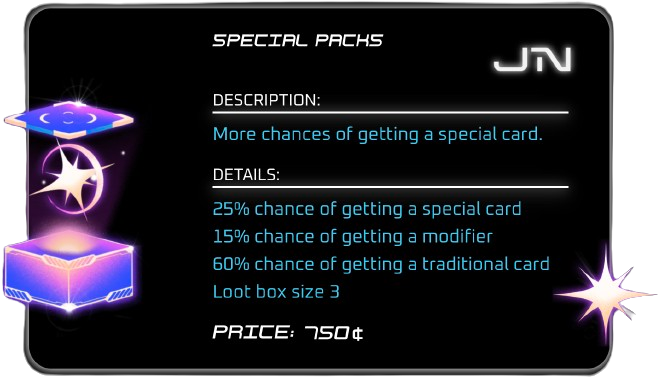 SPECIAL PACKS
JN
DESCRIPTION:
More chances of getting a special card.
DETAILS:
25% chance of getting a special card
15% chance of getting a modifier
60% chance of getting a traditional card
Loot box size 3
PRICE: 750¢